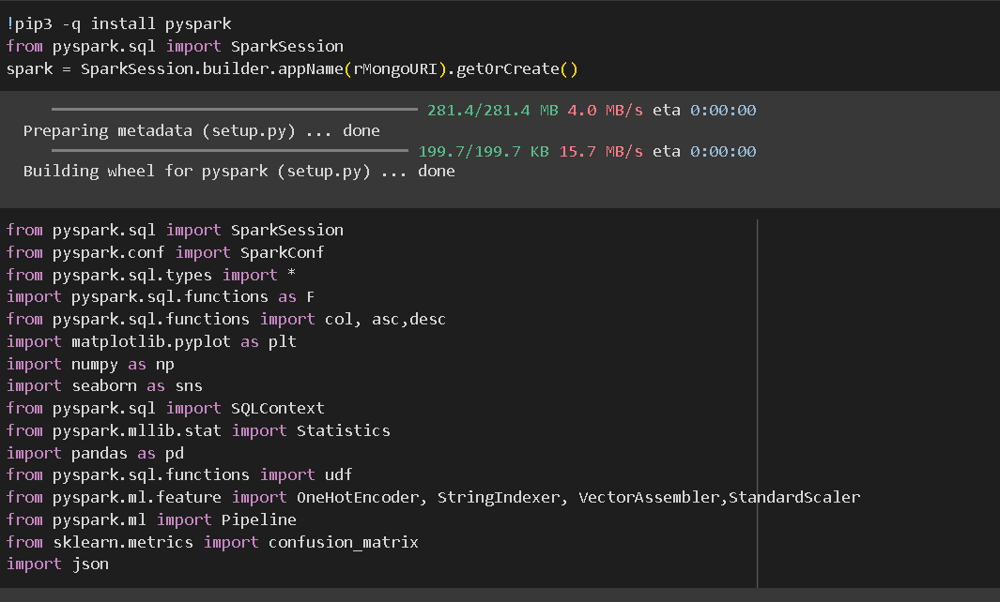 !pip3 -q install pyspark
from pyspark.sql import SparkSession
spark = SparkSession.builder.appName(rMongoURI).getOrCreate()
281.4/281.4 MB 4.0 MB/s eta 0:00:00
Preparing metadata (setup.py) ... done
199.7/199.7 KB 15.7 MB/s eta 0:00:00
Building wheel for pyspark (setup.py) ... done
from pyspark.sql import SparkSession
from pyspark.conf import SparkConf
from pyspark.sql.types import *
import pyspark.sql.functions as F
from pyspark.sql.functions import col, asc,desc
import matplotlib.pyplot as plt
import numpy as np
import seaborn as sns
from pyspark.sql import SQLContext
from pyspark.mllib.stat import Statistics
import pandas as pd
from pyspark.sql.functions import udf
from pyspark.ml.feature import OneHotEncoder, StringIndexer, VectorAssembler,StandardScaler
from pyspark.ml import Pipeline
from sklearn.metrics import confusion_matrix
import json